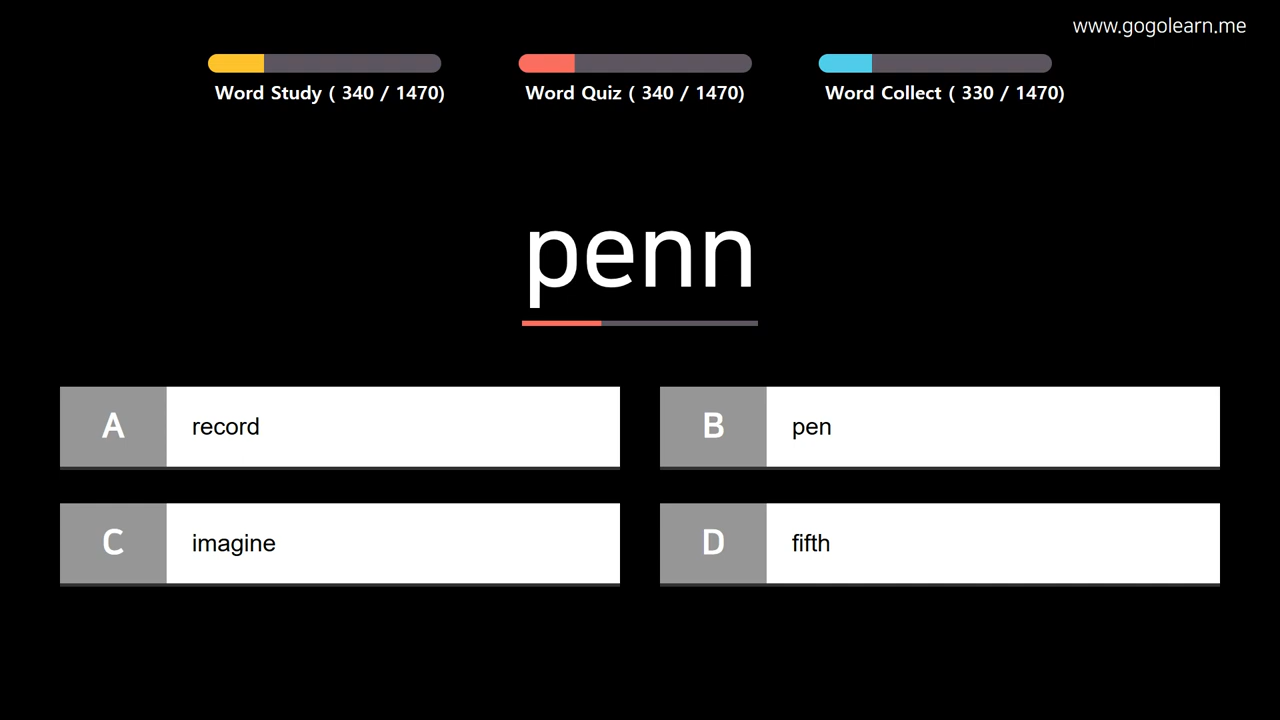 www.gogolearn.me
Word Study ( 340 / 1470)
Word Quiz ( 340 / 1470)
Word Collect ( 330 / 1470)
penn
A record
B pen
C imagine
D fifth